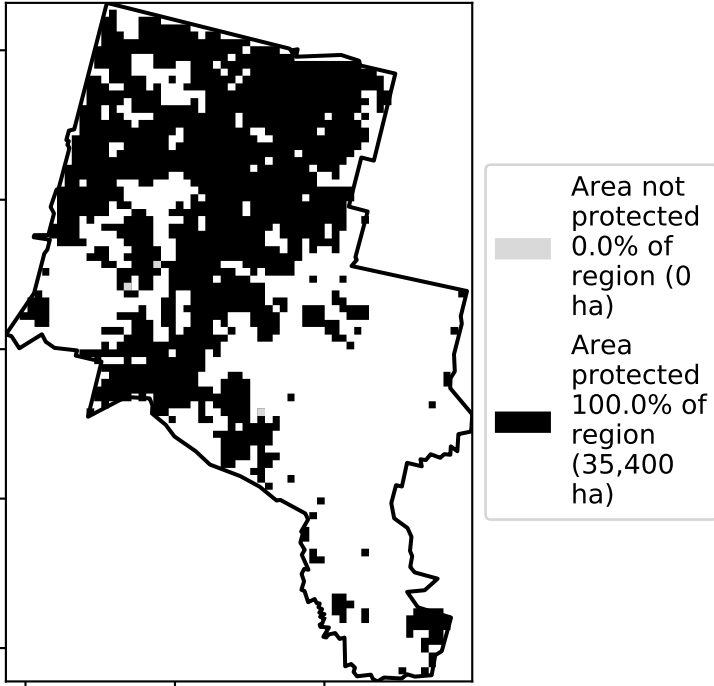 Area not
protected
0.0% of
region (0
ha)
Area
protected
100.0% of
region
(35,400
ha)